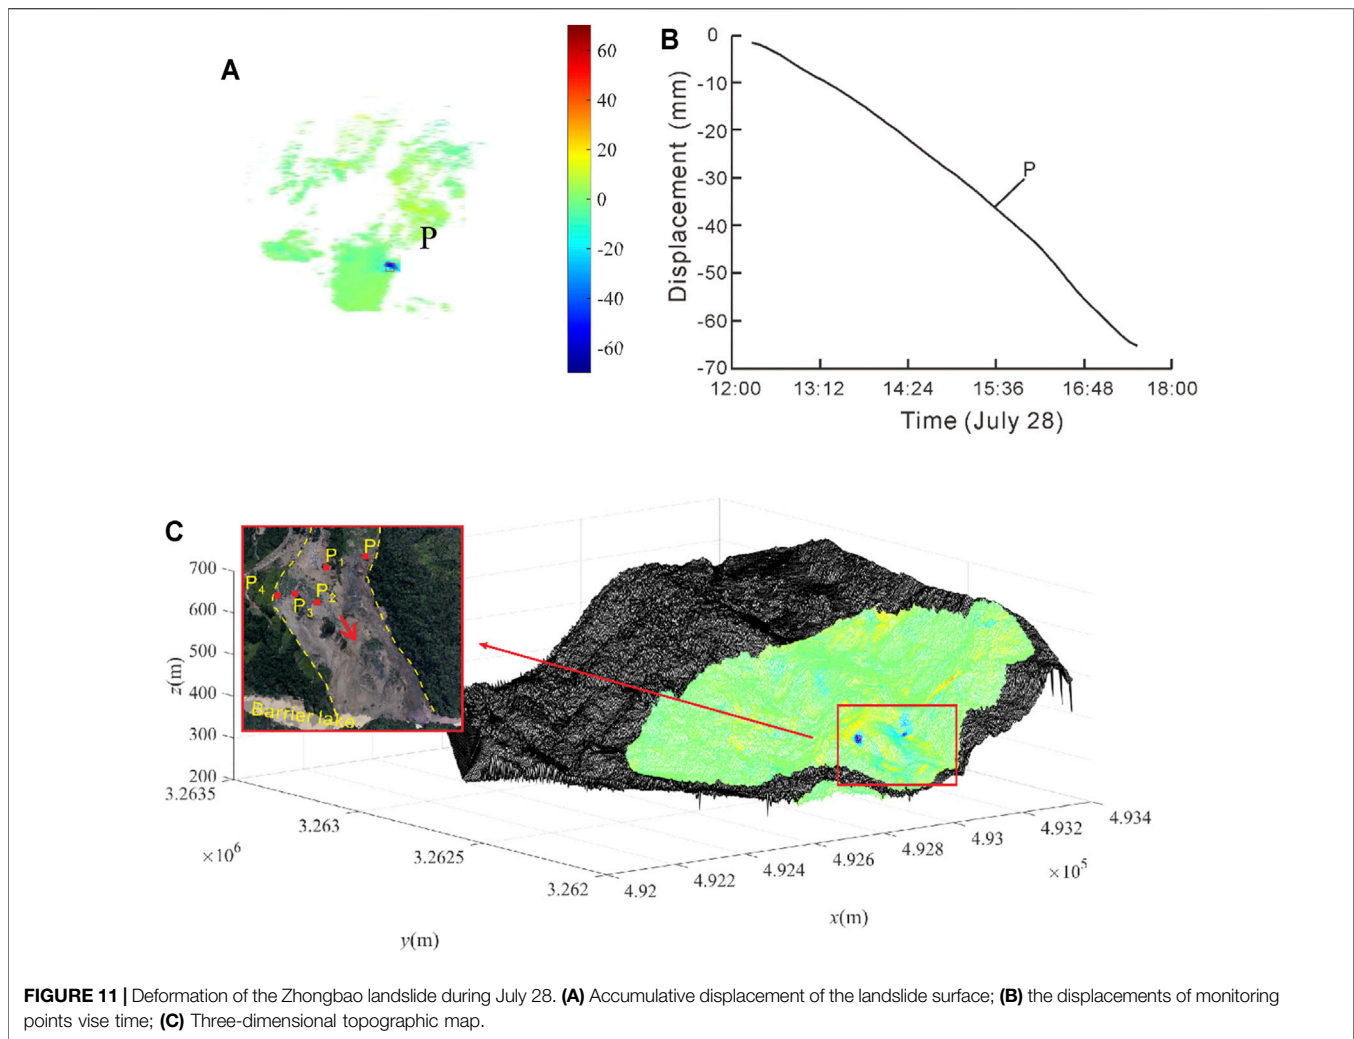 A
60
40
20
0
-20
-40
-60
P
B
0
-10
-20
-30
-40
-50
-60
-70
Displacement (mm)
P
12:00 13:12 14:24 15:36 16:48 18:00
Time (July 28)
C
P
P1
P4
P2
P3
Barrier lake
700
600
500
400
300
200
z(m)
3.2635
3.263
3.2625
3.262
×10^6
y(m)
4.92 4.922 4.924 4.926 4.928 4.93 4.932 4.934
×10^5
x(m)
FIGURE 11 | Deformation of the Zhongbao landslide during July 28. (A) Accumulative displacement of the landslide surface; (B) the displacements of monitoring
points vise time; (C) Three-dimensional topographic map.